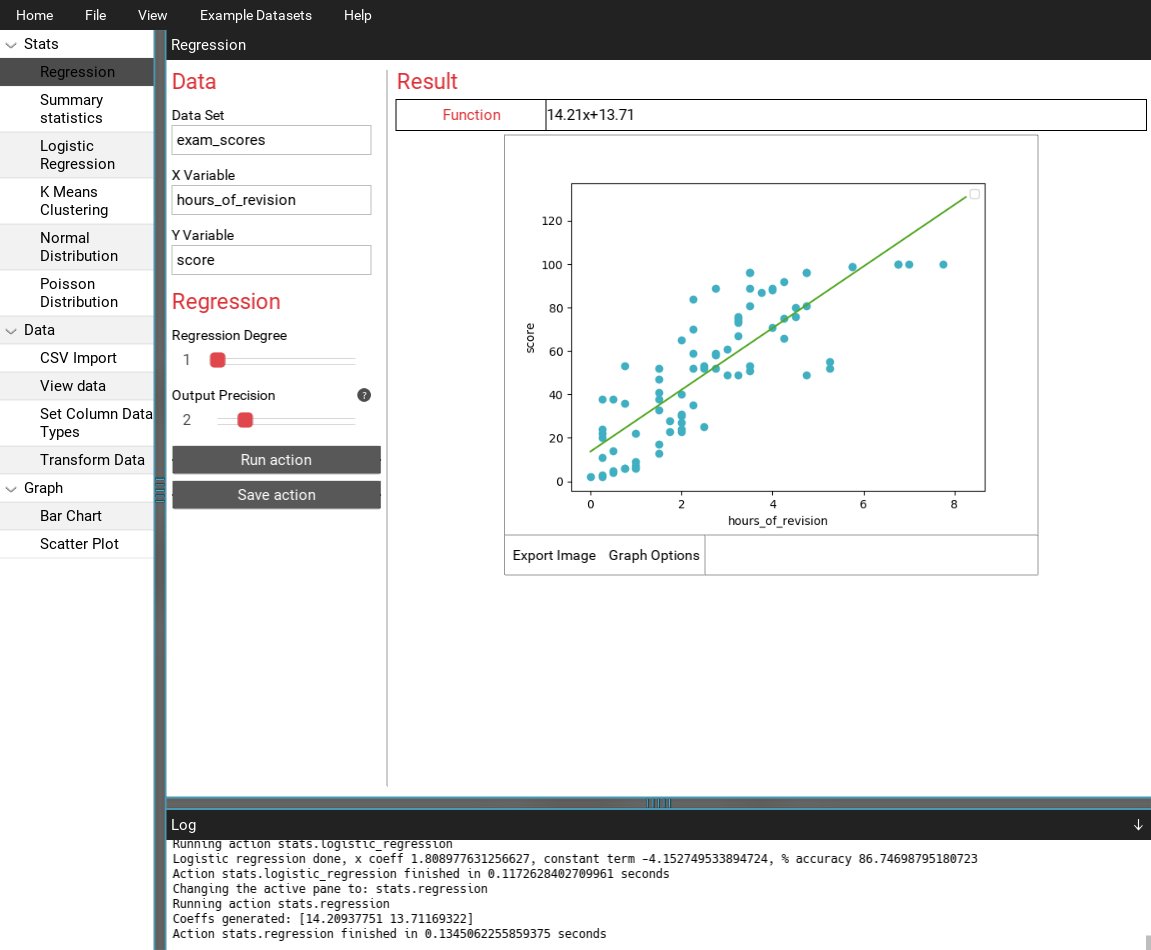 Home File View Example Datasets Help
Stats
Regression
Summary
statistics
Logistic
Regression
K Means
Clustering
Normal
Distribution
Poisson
Distribution
Data
CSV Import
View data
Set Column Data
Types
Transform Data
Graph
Bar Chart
Scatter Plot
Regression
Data
Data Set
exam_scores
X Variable
hours_of_revision
Y Variable
score
Regression
Regression Degree
1
Output Precision ?
2
Run action
Save action
Result
Function 14.21x+13.71
120
100
80
60
40
20
0
score
0 2 4 6 8
hours_of_revision
Export Image Graph Options
Log
Running action stats.logistic_regression
Logistic regression done, x coeff 1.808977631256627, constant term -4.152749533894724, % accuracy 86.74698795180723
Action stats.logistic_regression finished in 0.1172628402709961 seconds
Changing the active pane to: stats.regression
Running action stats.regression
Coeffs generated: [14.20937751 13.71169322]
Action stats.regression finished in 0.1345062255859375 seconds